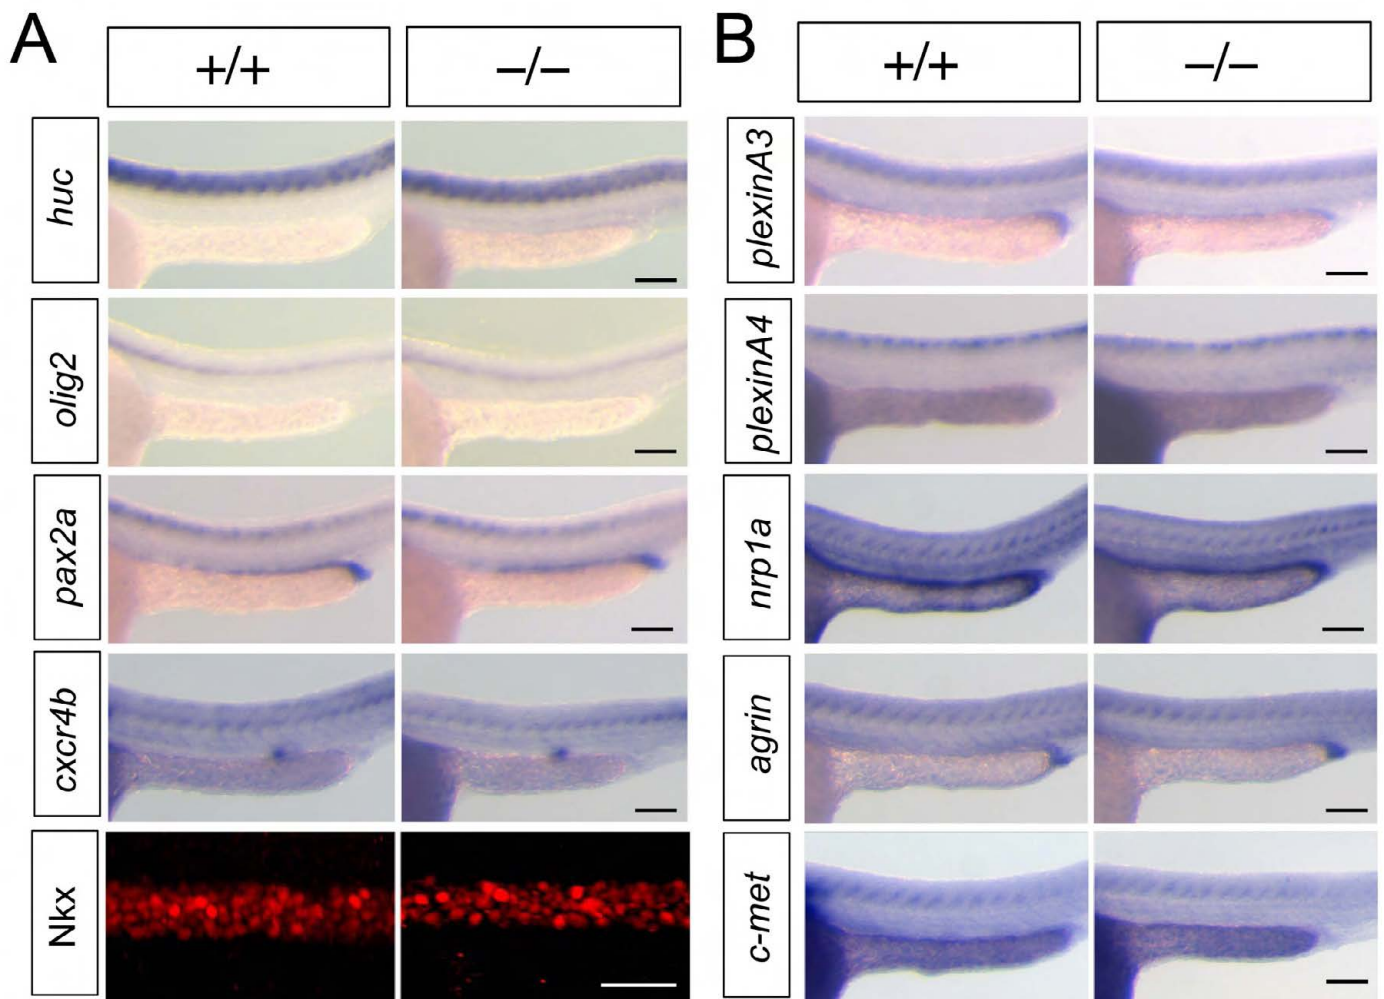 A
+/+
–/–
huc
olig2
pax2a
cxcr4b
Nkx
B
+/+
–/–
plexinA3
plexinA4
nrp1a
agrin
c-met